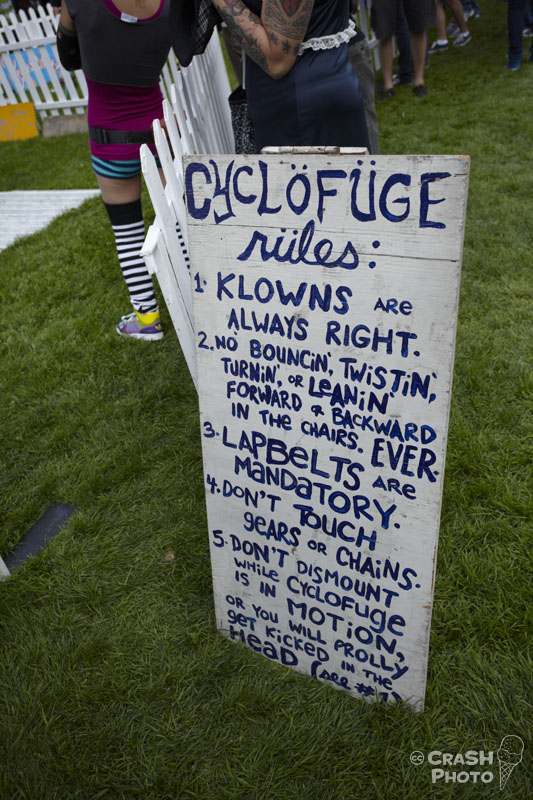 CYCLÖFÜGE
rüles:
1. KLOWNS ARE
ALWAYS RIGHT.
2. NO BOUNCIN', TWISTIN',
TURNIN', OR LEANIN'
FORWARD & BACKWARD
IN THE CHAIRS. EVER.
3. LAPBELTS ARE
MANDATORY.
4. DON'T TOUCH
GEARS OR CHAINS.
5. DON'T DISMOUNT
WHILE CYCLOFUGE
IS IN MOTION,
OR YOU WILL PROLLY
GET KICKED IN THE
HEAD (see #1)
cc CRASH
PHOTO